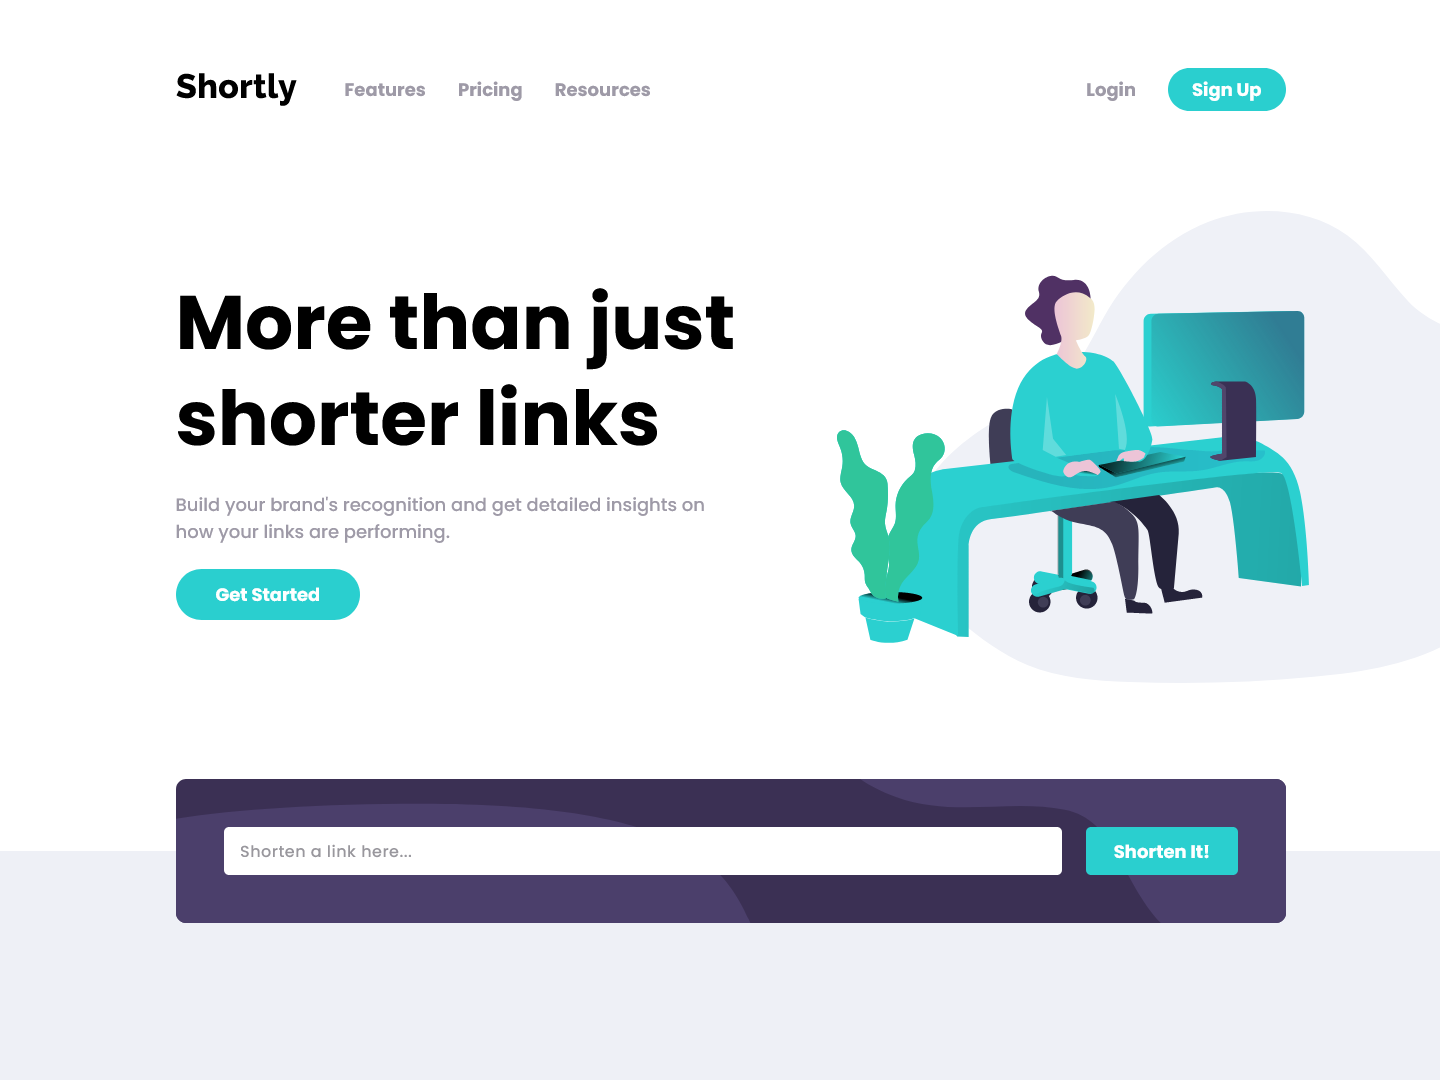 Shortly Features Pricing Resources Login Sign Up
More than just
shorter links
Build your brand's recognition and get detailed insights on
how your links are performing.
Get Started
Shorten a link here... Shorten It!